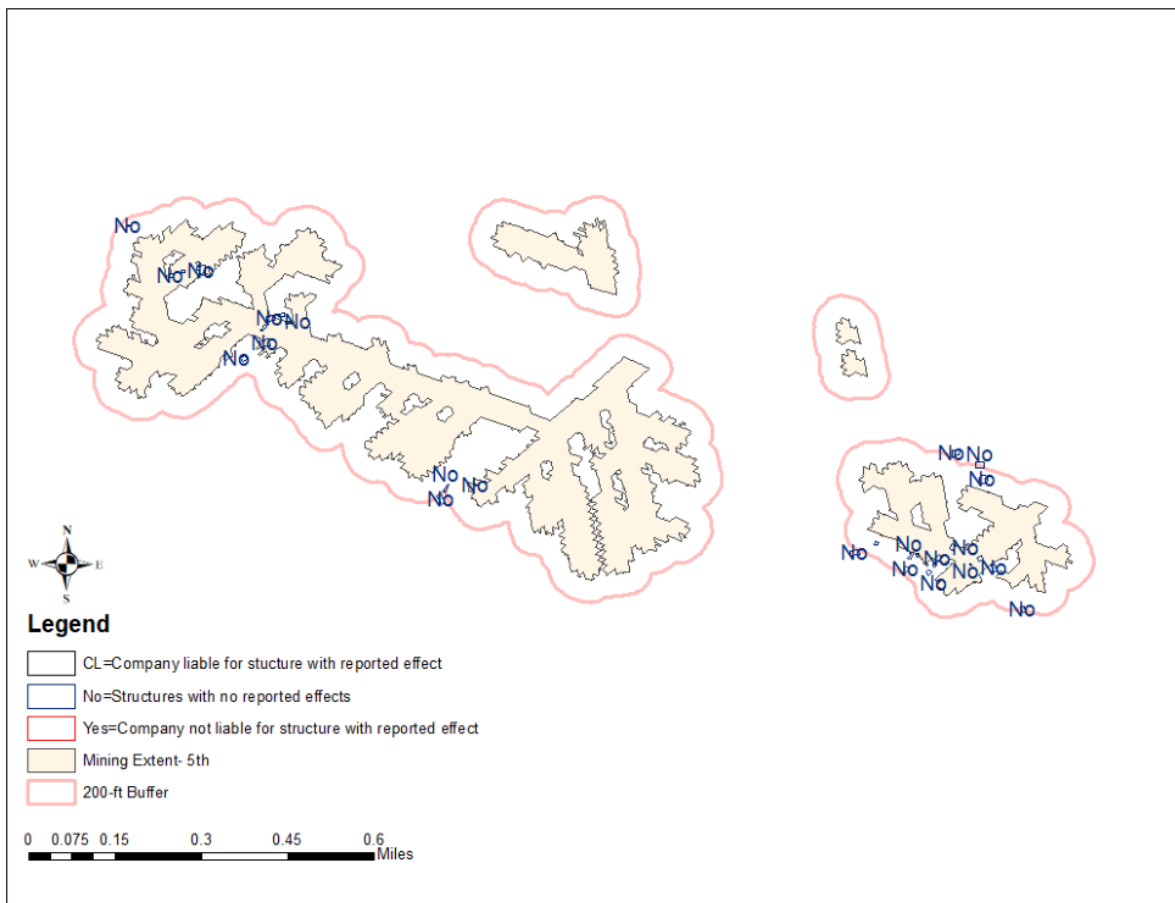 No
No No
No No
No
No
No
No
No
No No
No
No
No
No
No
No
No
No
No
No
No
N
W E
S
Legend
CL=Company liable for stucture with reported effect
No=Structures with no reported effects
Yes=Company not liable for structure with reported effect
Mining Extent- 5th
200-ft Buffer
0 0.075 0.15 0.3 0.45 0.6
Miles